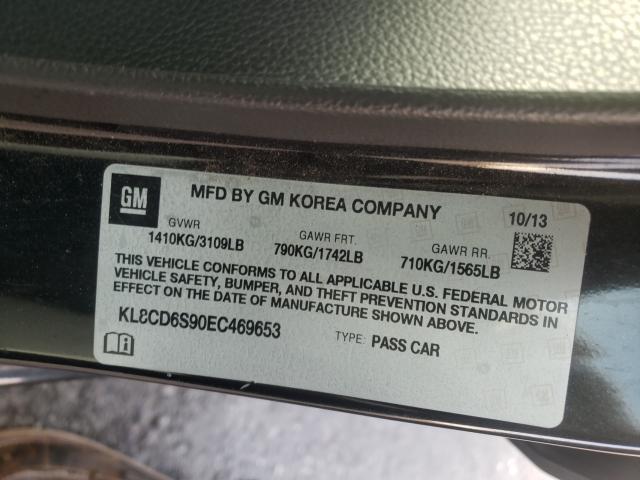 GM
MFD BY GM KOREA COMPANY
10/13
GVWR GAWR FRT. GAWR RR.
1410KG/3109LB 790KG/1742LB 710KG/1565LB
THIS VEHICLE CONFORMS TO ALL APPLICABLE U.S. FEDERAL MOTOR
VEHICLE SAFETY, BUMPER, AND THEFT PREVENTION STANDARDS IN
EFFECT ON THE DATE OF MANUFACTURE SHOWN ABOVE.
KL8CD6S90EC469653
TYPE: PASS CAR